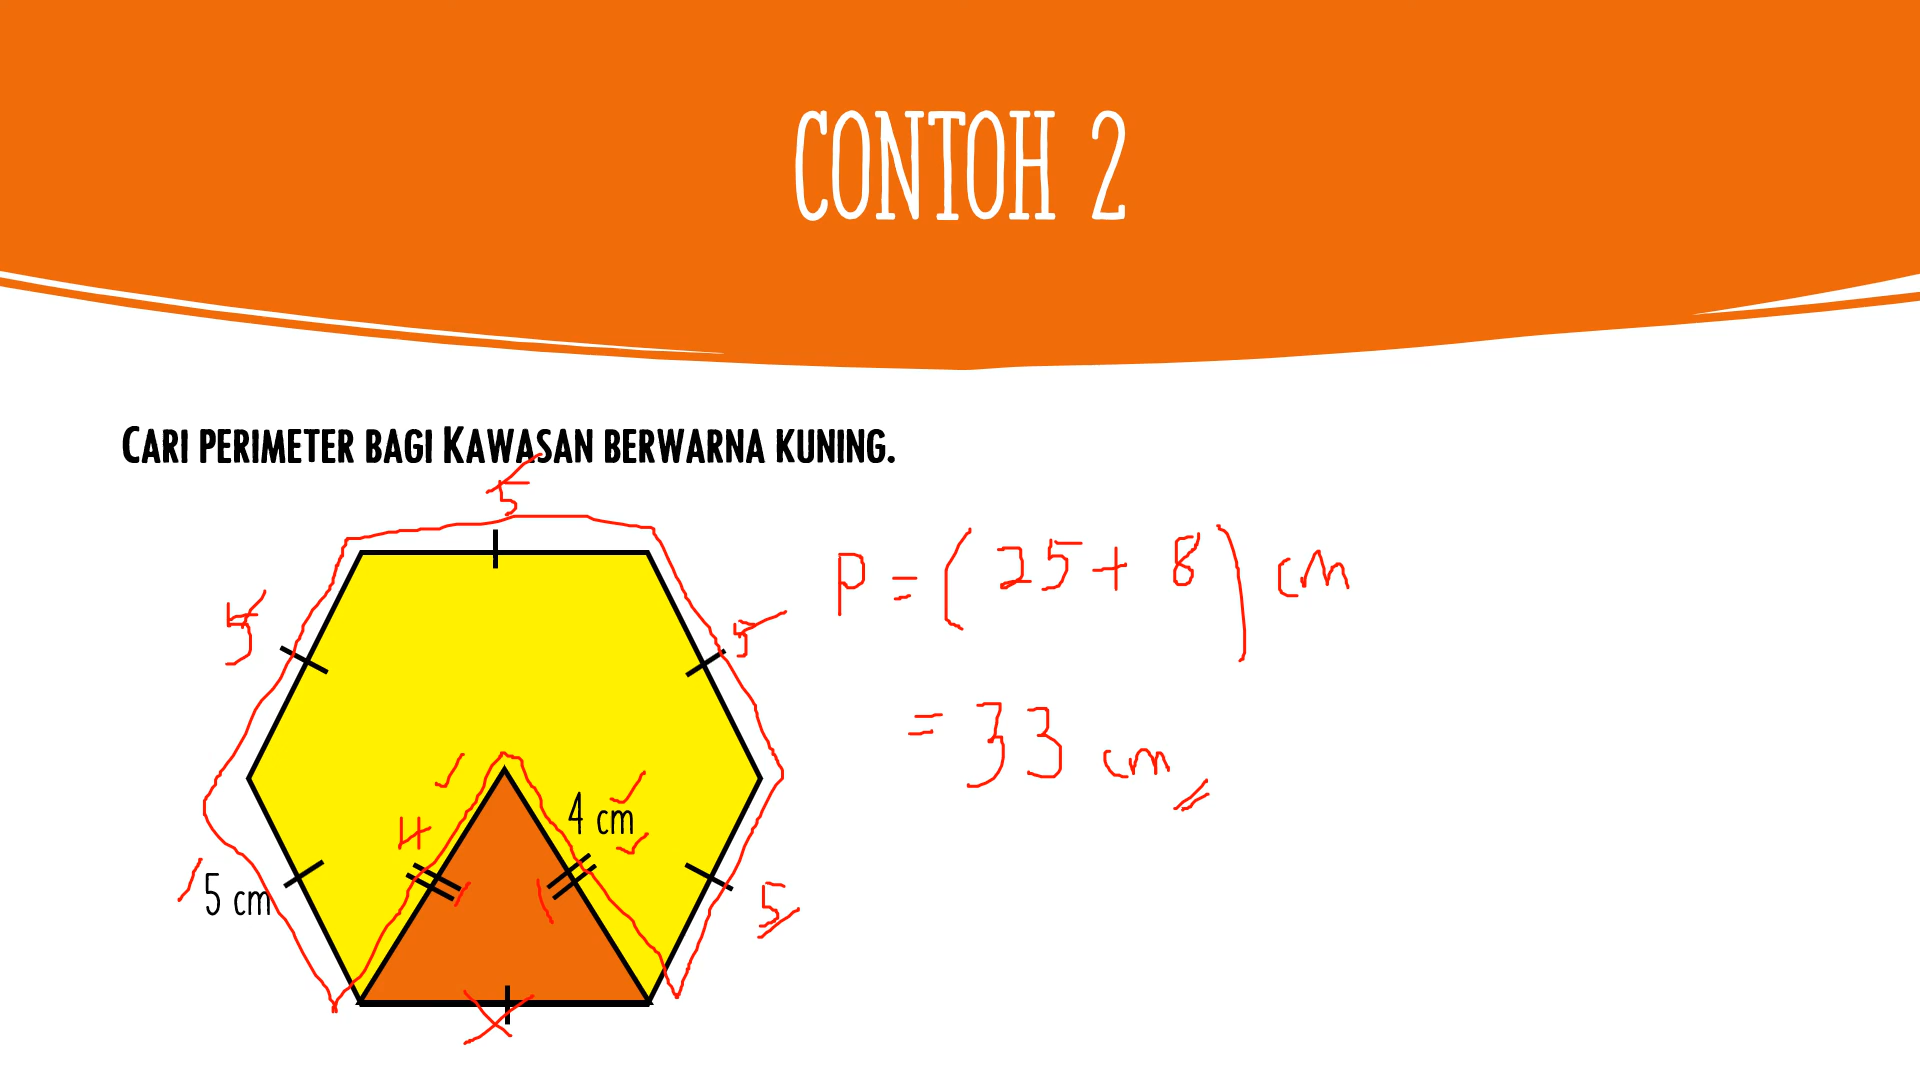 CONTOH 2
CARI PERIMETER BAGI KAWASAN BERWARNA KUNING.
5
5
5
P = (25 + 8) cm
= 33 cm
4
4 cm
5 cm
5